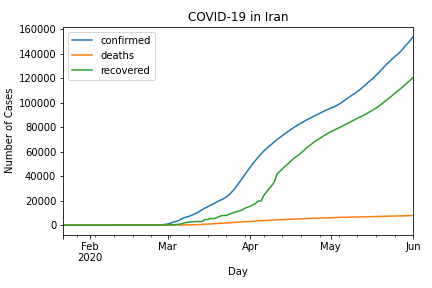 COVID-19 in Iran
160000
140000
120000
100000
80000
60000
40000
20000
0
Number of Cases
confirmed
deaths
recovered
Feb
2020
Mar
Apr
May
Jun
Day